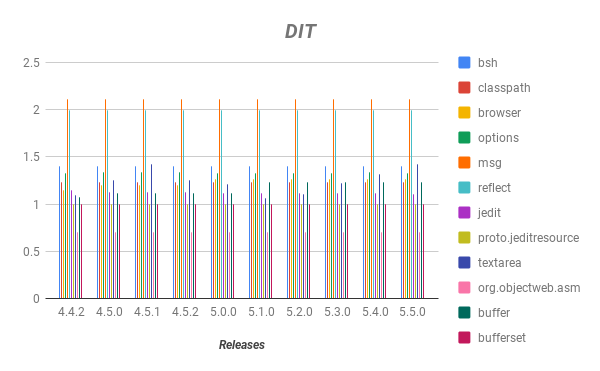 DIT
2.5
2
1.5
1
0.5
0
4.4.2 4.5.0 4.5.1 4.5.2 5.0.0 5.1.0 5.2.0 5.3.0 5.4.0 5.5.0
Releases
bsh
classpath
browser
options
msg
reflect
jedit
proto.jeditresource
textarea
org.objectweb.asm
buffer
bufferset